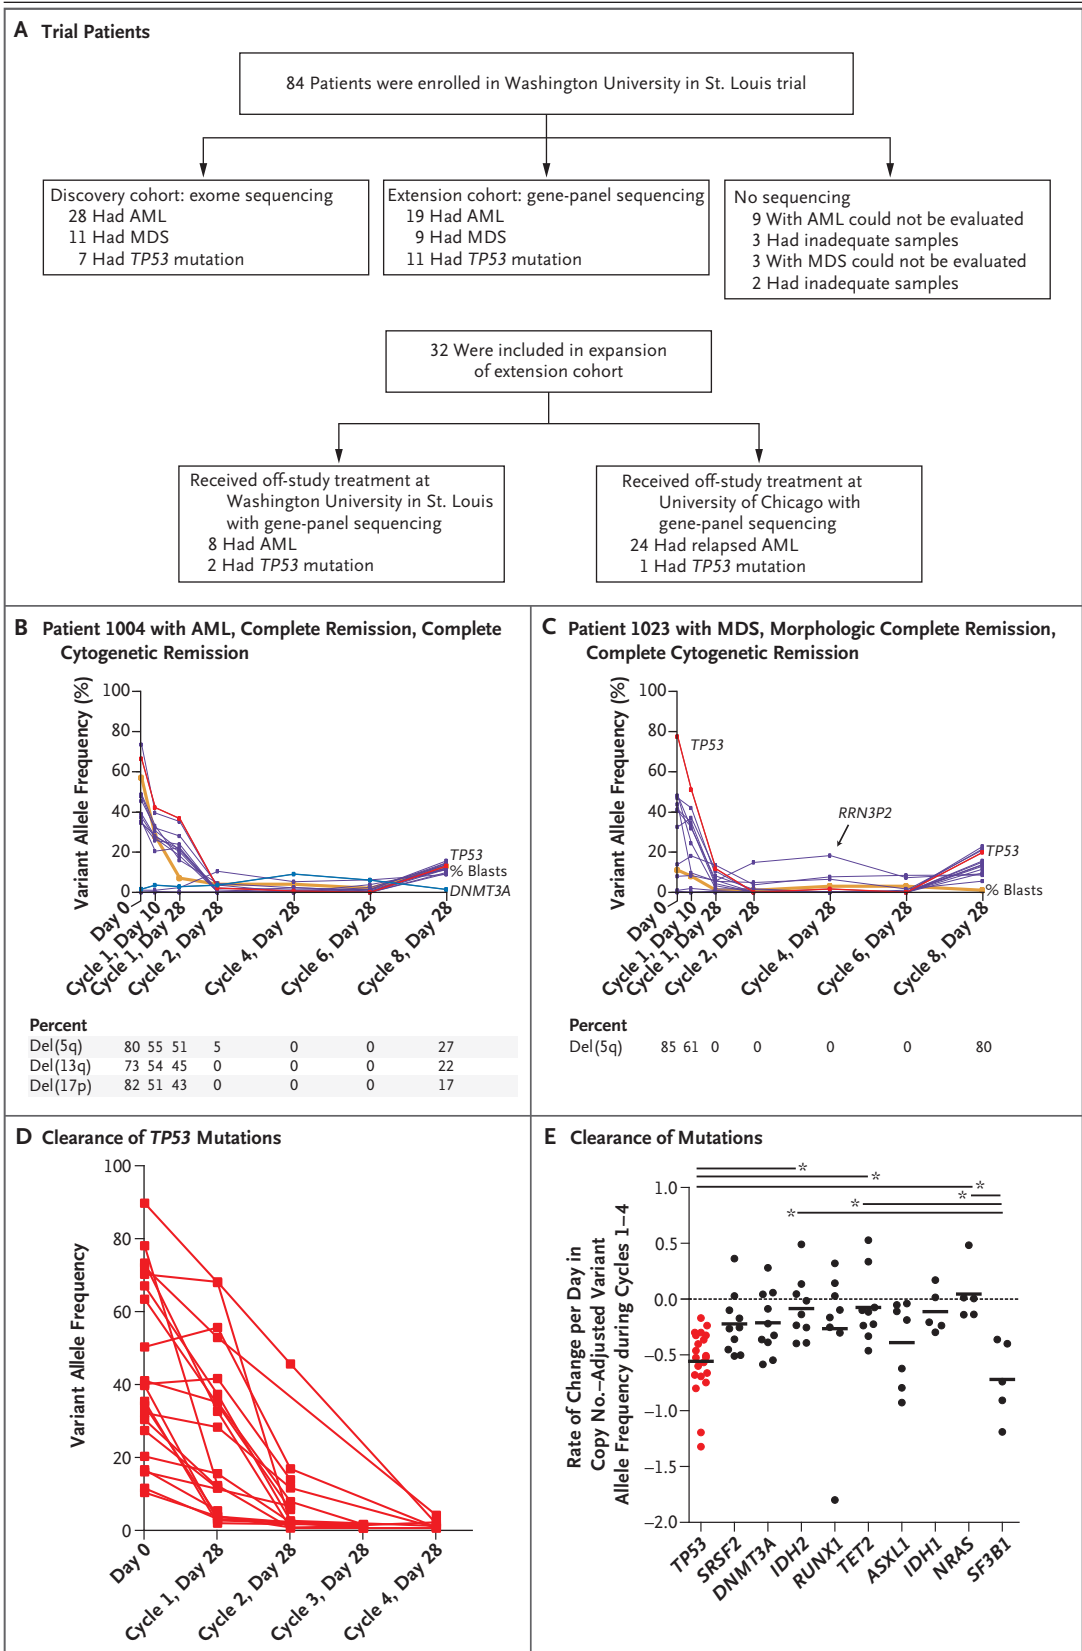 A Trial Patients
84 Patients were enrolled in Washington University in St. Louis trial
Discovery cohort: exome sequencing
28 Had AML
11 Had MDS
7 Had TP53 mutation
Extension cohort: gene-panel sequencing
19 Had AML
9 Had MDS
11 Had TP53 mutation
No sequencing
9 With AML could not be evaluated
3 Had inadequate samples
3 With MDS could not be evaluated
2 Had inadequate samples
32 Were included in expansion
of extension cohort
Received off-study treatment at
Washington University in St. Louis
with gene-panel sequencing
8 Had AML
2 Had TP53 mutation
Received off-study treatment at
University of Chicago with
gene-panel sequencing
24 Had relapsed AML
1 Had TP53 mutation
B Patient 1004 with AML, Complete Remission, Complete
Cytogenetic Remission
Variant Allele Frequency (%)
100
80
60
40
20
0
TP53
% Blasts
DNMT3A
Day 0
Cycle 1, Day 10
Cycle 1, Day 28
Cycle 2, Day 28
Cycle 4, Day 28
Cycle 6, Day 28
Cycle 8, Day 28
Percent
Del(5q) 80 55 51 5 0 0 27
Del(13q) 73 54 45 0 0 0 22
Del(17p) 82 51 43 0 0 0 17
C Patient 1023 with MDS, Morphologic Complete Remission,
Complete Cytogenetic Remission
Variant Allele Frequency (%)
100
80
60
40
20
0
TP53
RRN3P2
TP53
% Blasts
Day 0
Cycle 1, Day 10
Cycle 1, Day 28
Cycle 2, Day 28
Cycle 4, Day 28
Cycle 6, Day 28
Cycle 8, Day 28
Percent
Del(5q) 85 61 0 0 0 0 80
D Clearance of TP53 Mutations
Variant Allele Frequency
100
80
60
40
20
0
Day 0
Cycle 1, Day 28
Cycle 2, Day 28
Cycle 3, Day 28
Cycle 4, Day 28
E Clearance of Mutations
Rate of Change per Day in
Copy No.–Adjusted Variant
Allele Frequency during Cycles 1–4
*
*
*
*
*
*
1.0
0.5
0.0
−0.5
−1.0
−1.5
−2.0
TP53
SRSF2
DNMT3A
IDH2
RUNX1
TET2
ASXL1
IDH1
NRAS
SF3B1